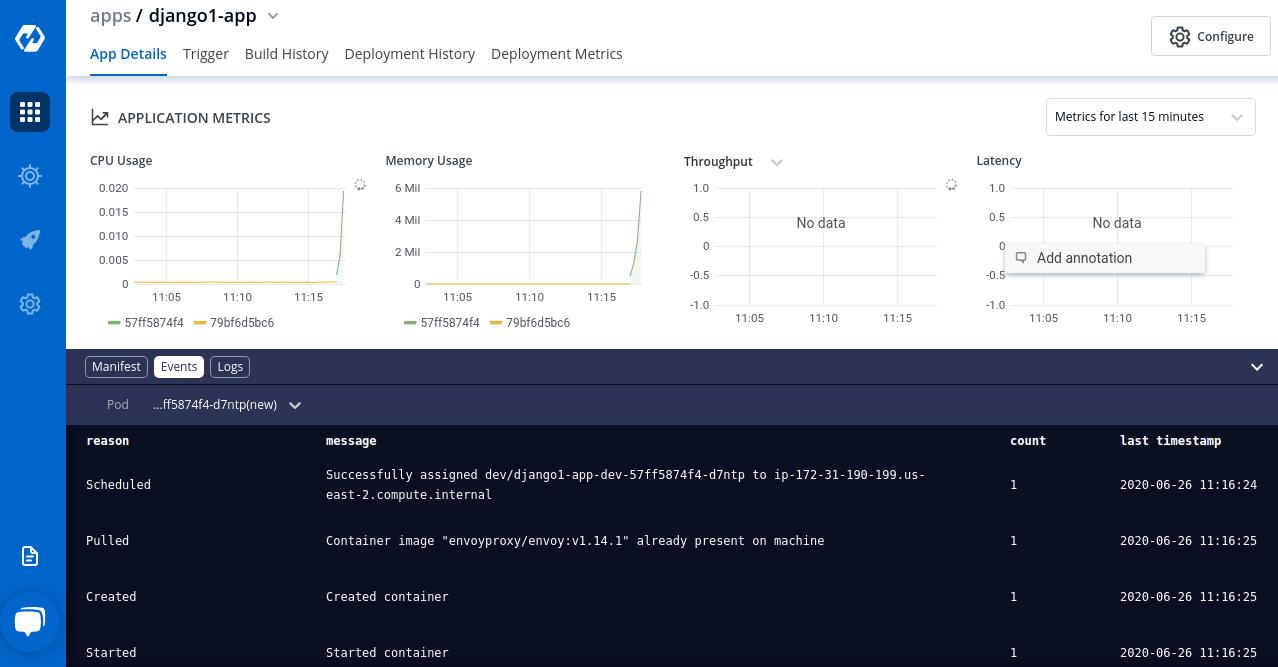 apps / django1-app
App Details Trigger Build History Deployment History Deployment Metrics
Configure
APPLICATION METRICS
Metrics for last 15 minutes
CPU Usage
0.020
0.015
0.010
0.005
0
11:05 11:10 11:15
57ff5874f4 79bf6d5bc6
Memory Usage
6 Mil
4 Mil
2 Mil
0
11:05 11:10 11:15
57ff5874f4 79bf6d5bc6
Throughput
1.0
0.5
0
-0.5
-1.0
No data
11:05 11:10 11:15
Latency
1.0
0.5
0
-0.5
-1.0
No data
Add annotation
11:05 11:10 11:15
Manifest Events Logs
Pod ...ff5874f4-d7ntp(new)
reason message count last timestamp
Scheduled Successfully assigned dev/django1-app-dev-57ff5874f4-d7ntp to ip-172-31-190-199.us-
east-2.compute.internal 1 2020-06-26 11:16:24
Pulled Container image "envoyproxy/envoy:v1.14.1" already present on machine 1 2020-06-26 11:16:25
Created Created container 1 2020-06-26 11:16:25
Started Started container 1 2020-06-26 11:16:25